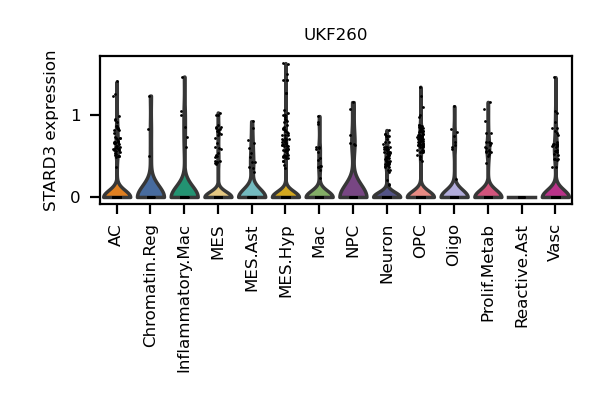 UKF260
STARD3 expression
1
0
AC
Chromatin.Reg
Inflammatory.Mac
MES
MES.Ast
MES.Hyp
Mac
NPC
Neuron
OPC
Oligo
Prolif.Metab
Reactive.Ast
Vasc